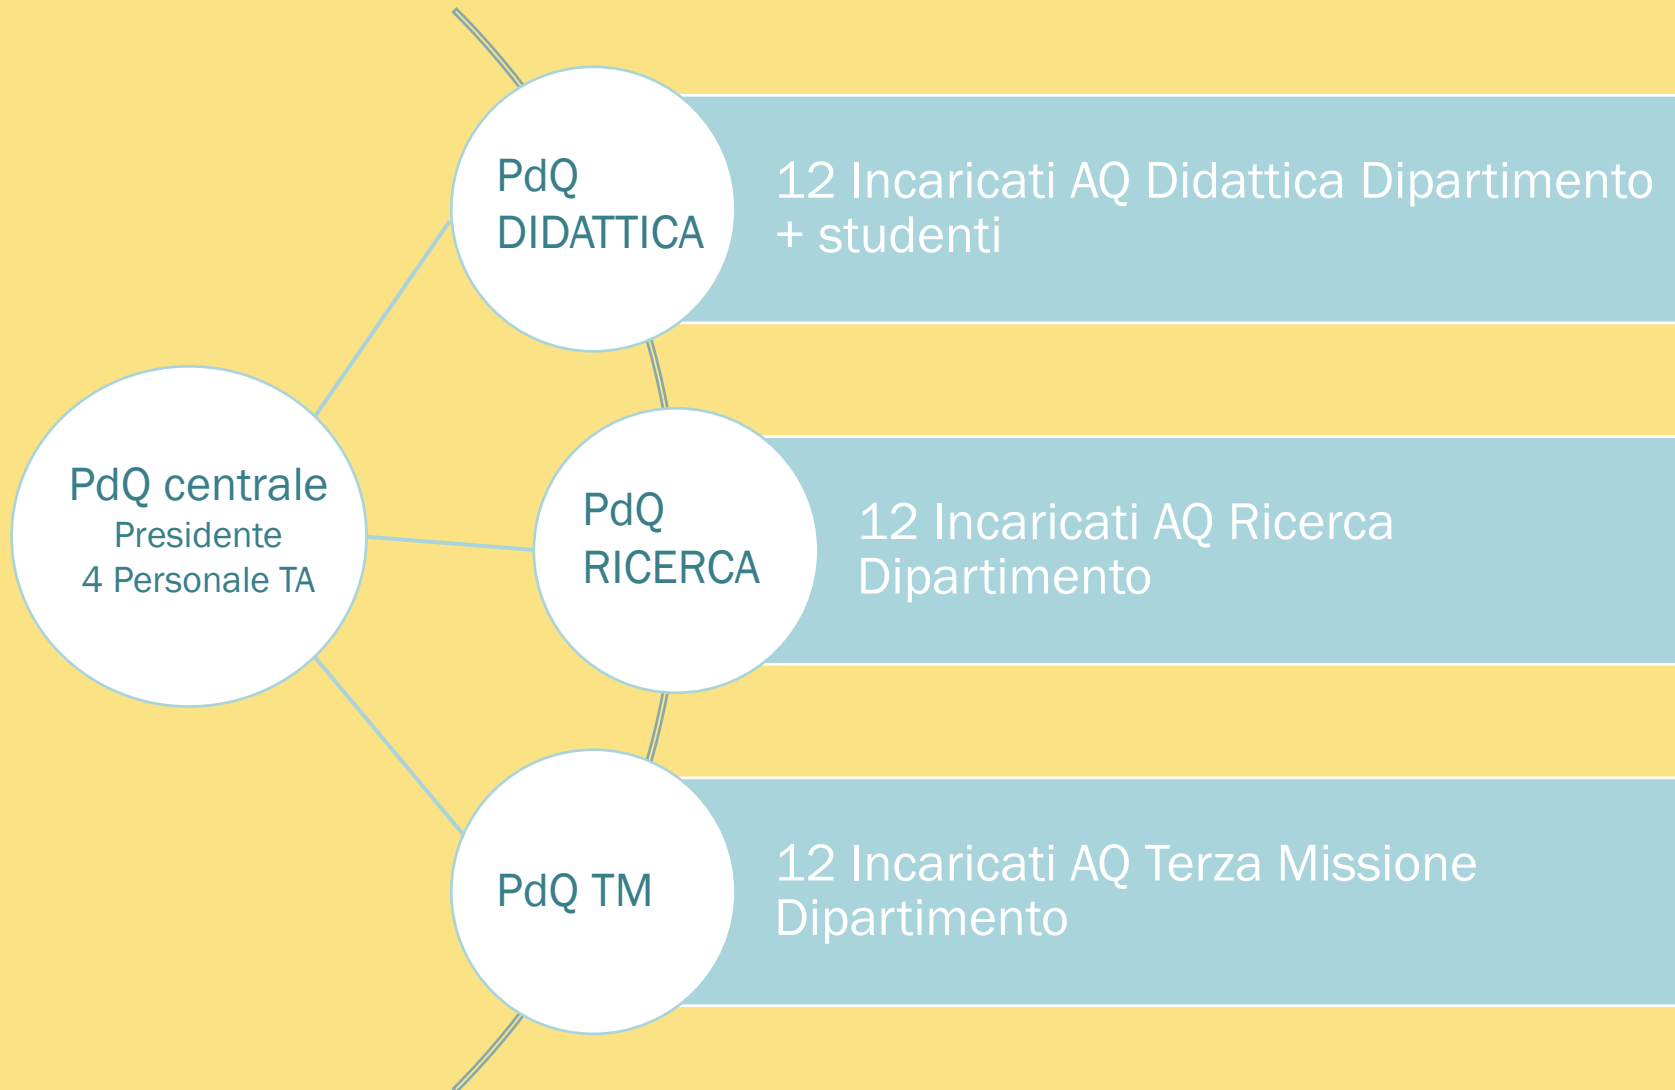 PdQ
DIDATTICA
12 Incaricati AQ Didattica Dipartimento
+ studenti
PdQ centrale
Presidente
4 Personale TA
PdQ
RICERCA
12 Incaricati AQ Ricerca
Dipartimento
PdQ TM
12 Incaricati AQ Terza Missione
Dipartimento